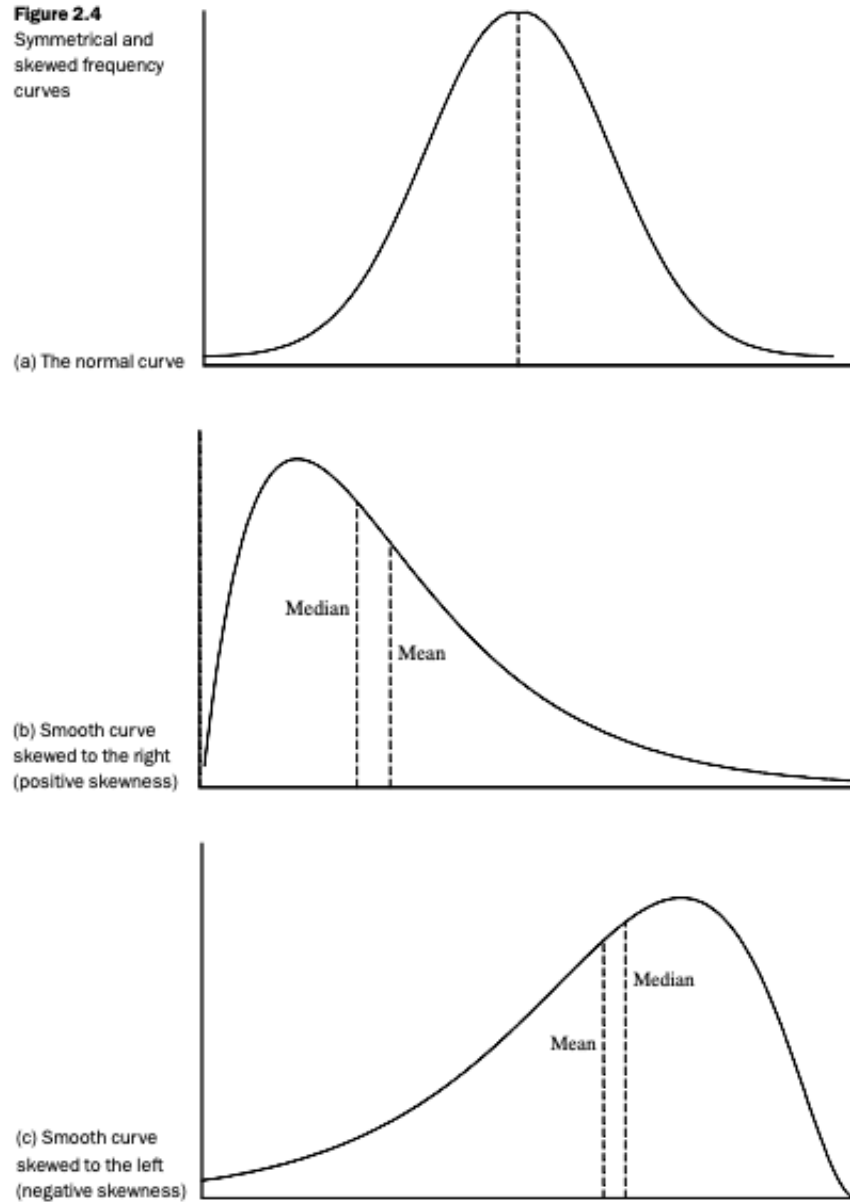 Figure 2.4
Symmetrical and
skewed frequency
curves
(a) The normal curve
Median
Mean
(b) Smooth curve
skewed to the right
(positive skewness)
Median
Mean
(c) Smooth curve
skewed to the left
(negative skewness)